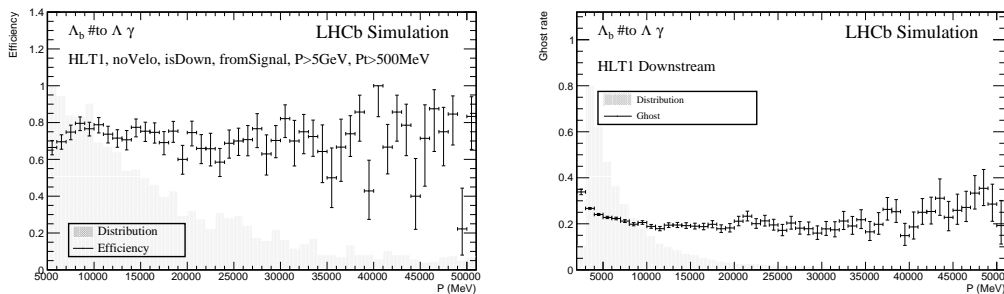 Efficiency
1.4
1.2
1
0.8
0.6
0.4
0.2
0
Λb #to Λ γ
LHCb Simulation
HLT1, noVelo, isDown, fromSignal, P>5GeV, Pt>500MeV
Distribution
Efficiency
5000 10000 15000 20000 25000 30000 35000 40000 45000 50000
P (MeV)
Ghost rate
1
0.8
0.6
0.4
0.2
0
Λb #to Λ γ
LHCb Simulation
HLT1 Downstream
Distribution
Ghost
5000 10000 15000 20000 25000 30000 35000 40000 45000 50000
P (MeV)